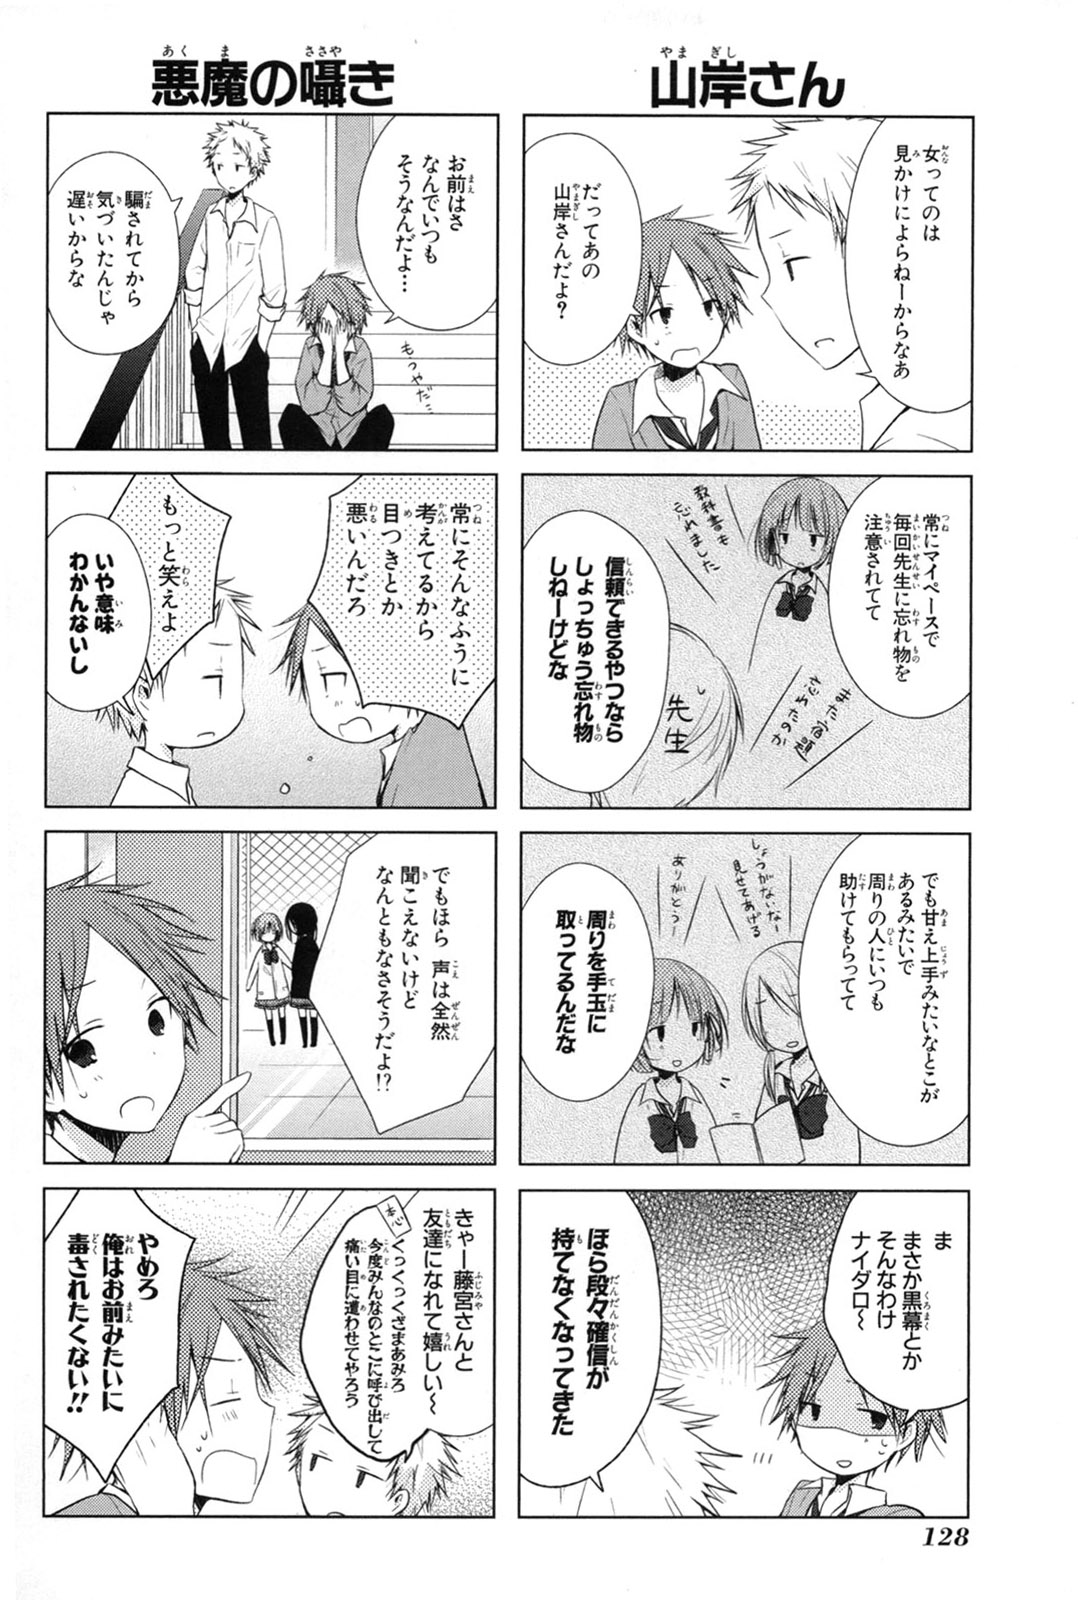 山岸さん
女ってのは
見かけによらねーからなあ
だってあの
山岸さんだよ?
常にマイペースで
毎回先生に忘れ物を
注意されてて
教科書も
忘れました
また宿題
忘れたのか
先生
信頼できるやつなら
しょっちゅう忘れ物
しねーけどな
でも甘え上手みたいなとこが
あるみたいで
周りの人にいつも
助けてもらってて
しょうがないなー
見せてあげる
ありがとうー
周りを手玉に
取ってるんだな
ま
まさか黒幕とか
そんなわけ
ナイダロ〜
ほら段々確信が
持てなくなってきた
悪魔の囁き
お前はさ
なんでいつも
そうなんだよ…
もうやだ…
騙されてから
気づいたんじゃ
遅いからな
常にそんなふうに
考えてるから
目つきとか
悪いんだろ
もっと笑えよ
いや意味
わかんないし
でもほら 声は全然
聞こえないけど
なんともなさそうだよ!?
きゃー藤宮さんと
友達になれて嬉しい〜
心
くっくっくざまあみろ
今度みんなのとこに呼び出して
痛い目に遭わせてやろう
やめろ
俺はお前みたいに
毒されたくない!!
128